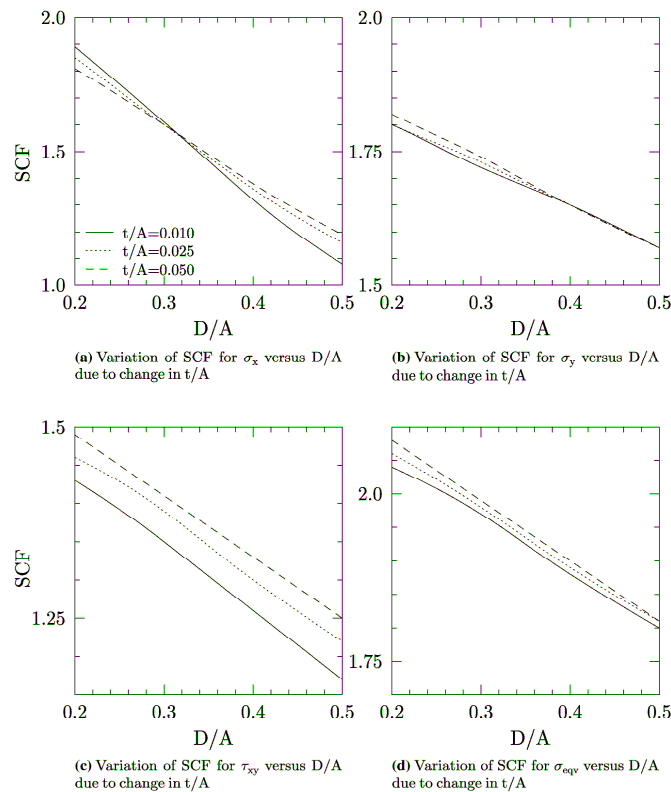 2.0
1.5
1.0
SCF
t/A=0.010
t/A=0.025
t/A=0.050
0.2 0.3 0.4 0.5
D/A
(a) Variation of SCF for σx versus D/A
due to change in t/A
2.0
1.75
1.5
0.2 0.3 0.4 0.5
D/A
(b) Variation of SCF for σy versus D/A
due to change in t/A
1.5
1.25
SCF
0.2 0.3 0.4 0.5
D/A
(c) Variation of SCF for τxy versus D/A
due to change in t/A
2.0
1.75
0.2 0.3 0.4 0.5
D/A
(d) Variation of SCF for σeqv versus D/A
due to change in t/A